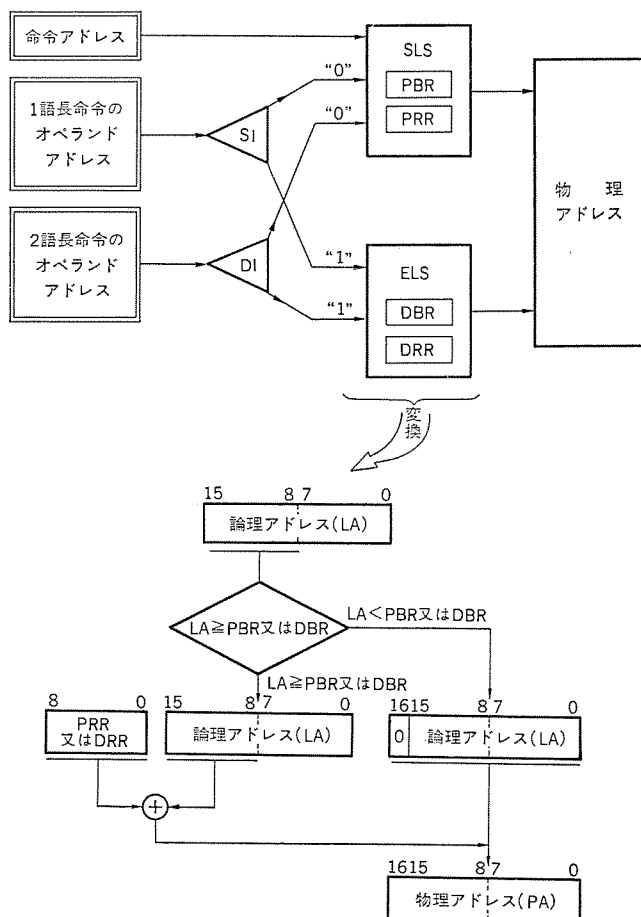 命令アドレス
1語長命令の
オペランド
アドレス
2語長命令の
オペランド
アドレス
SI
DI
“0”
“0”
“1”
“1”
SLS
PBR
PRR
ELS
DBR
DRR
物 理
アドレス
変換
15 8 7 0
論理アドレス(LA)
LA≧PBR又はDBR
LA<PBR又はDBR
LA≧PBR又はDBR
8 0
PRR
又はDRR
15 8 7 0
論理アドレス(LA)
1615 8 7 0
0 論理アドレス(LA)
+
1615 8 7 0
物理アドレス(PA)